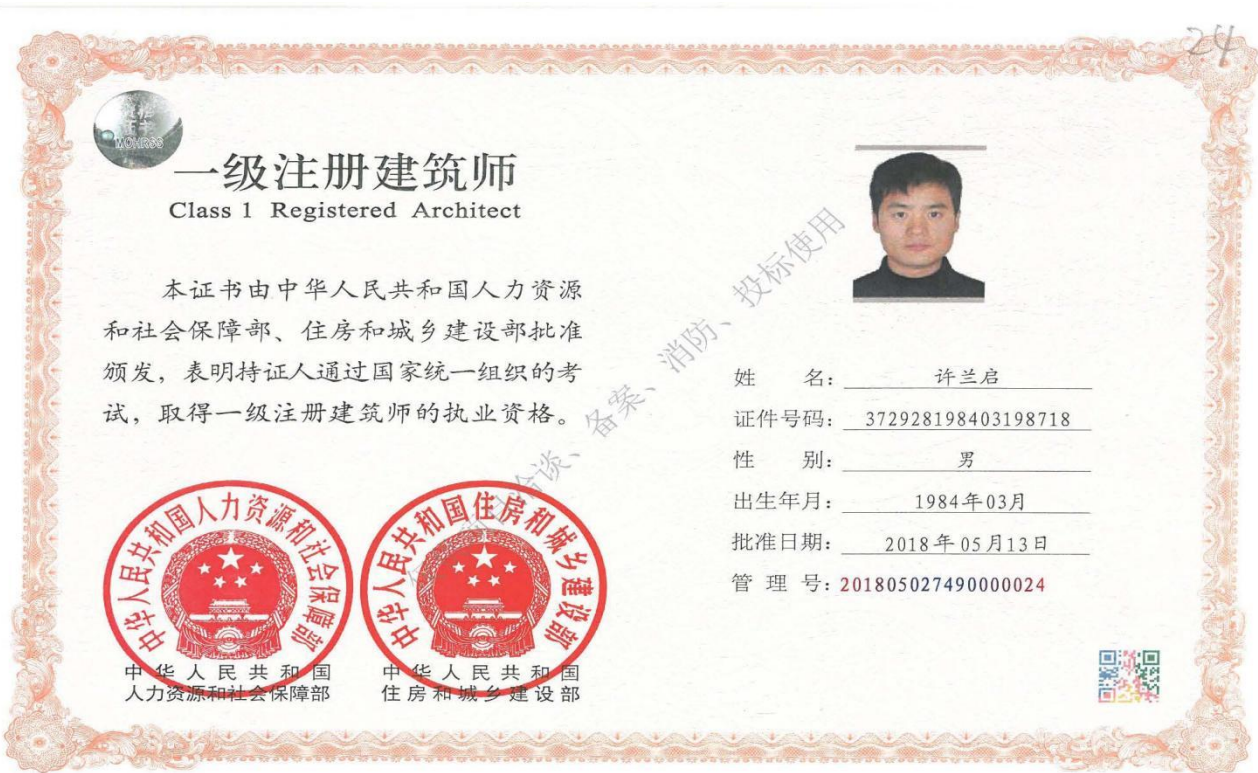 24
MOHRSS
一级注册建筑师
Class 1 Registered Architect
本证书由中华人民共和国人力资源
和社会保障部、住房和城乡建设部批准
颁发，表明持证人通过国家统一组织的考
试，取得一级注册建筑师的执业资格。
洽谈、备案、消防、投标使用
姓 名：许兰启
证件号码：372928198403198718
性 别：男
出生年月：1984年03月
批准日期：2018年05月13日
管 理 号：201805027490000024
中华人民共和国人力资源和社会保障部
中华人民共和国住房和城乡建设部
中华人民共和国
人力资源和社会保障部
中华人民共和国
住房和城乡建设部